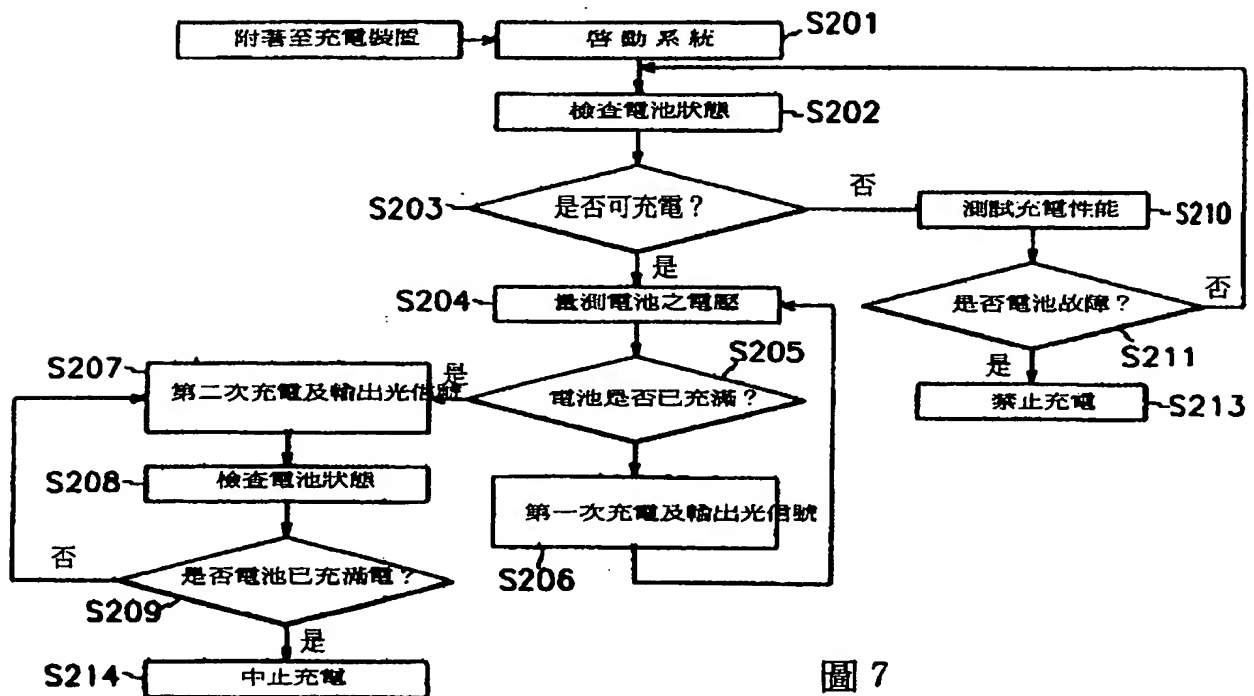 附著至充電裝置
啓動系統
S201
檢查電池狀態
S202
S203
是否可充電？
否
測試充電性能
S210
是
S204
量測電池之電壓
是否電池故障？
否
S211
S205
電池是否已充滿？
是
S207
第二次充電及輸出光信號
是
禁止充電
S213
S208
檢查電池狀態
第一次充電及輸出光信號
S206
否
是否電池已充滿電？
S209
是
S214
中止充電
圖7